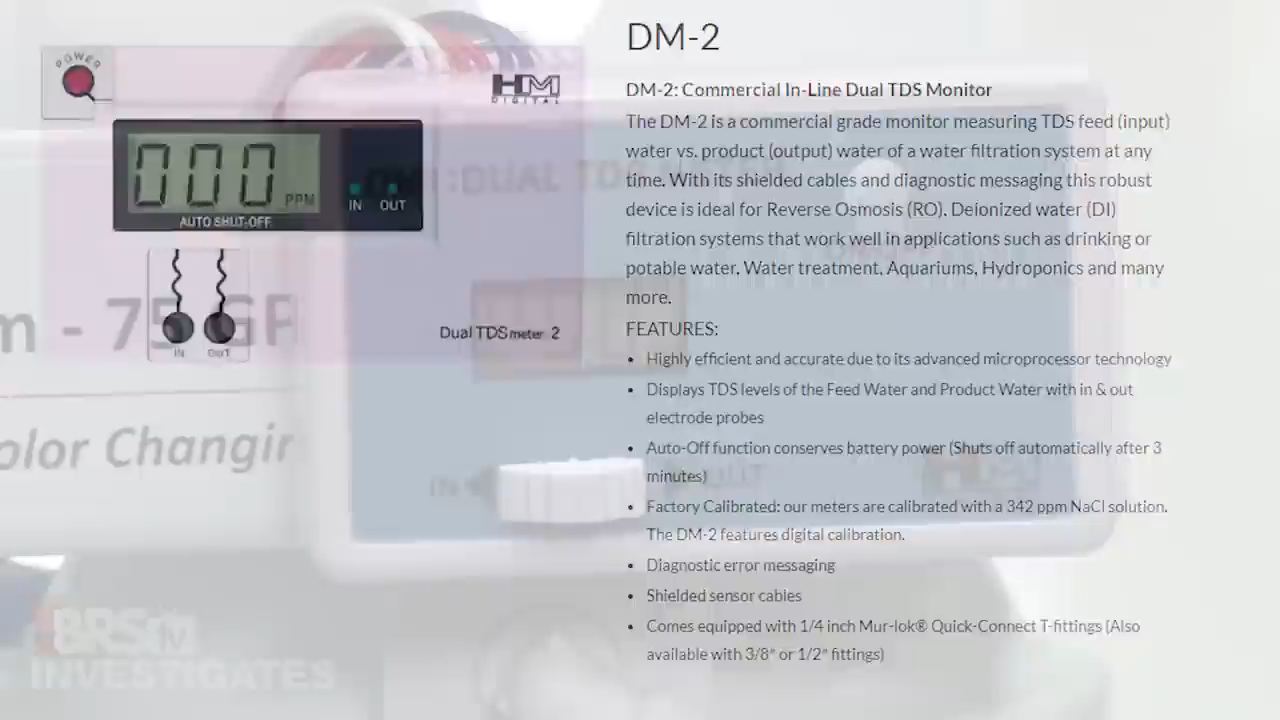 POWER
HM
DIGITAL
000
PPM
IN OUT
AUTO SHUT-OFF
IN OUT
Dual TDS meter 2
DM-2
DM-2: Commercial In-Line Dual TDS Monitor
The DM-2 is a commercial grade monitor measuring TDS feed (input)
water vs. product (output) water of a water filtration system at any
time. With its shielded cables and diagnostic messaging this robust
device is ideal for Reverse Osmosis (RO). Deionized water (DI)
filtration systems that work well in applications such as drinking or
potable water. Water treatment, Aquariums, Hydroponics and many
more.
FEATURES:
• Highly efficient and accurate due to its advanced microprocessor technology
• Displays TDS levels of the Feed Water and Product Water with in & out
electrode probes
• Auto-Off function conserves battery power (Shuts off automatically after 3
minutes)
• Factory Calibrated: our meters are calibrated with a 342 ppm NaCl solution.
The DM-2 features digital calibration.
• Diagnostic error messaging
• Shielded sensor cables
• Comes equipped with 1/4 inch Mur-lok® Quick-Connect T-fittings (Also
available with 3/8″ or 1/2″ fittings)
:DUAL
m - 75 GP
olor Changin
IN OUT
BRStv
INVESTIGATES